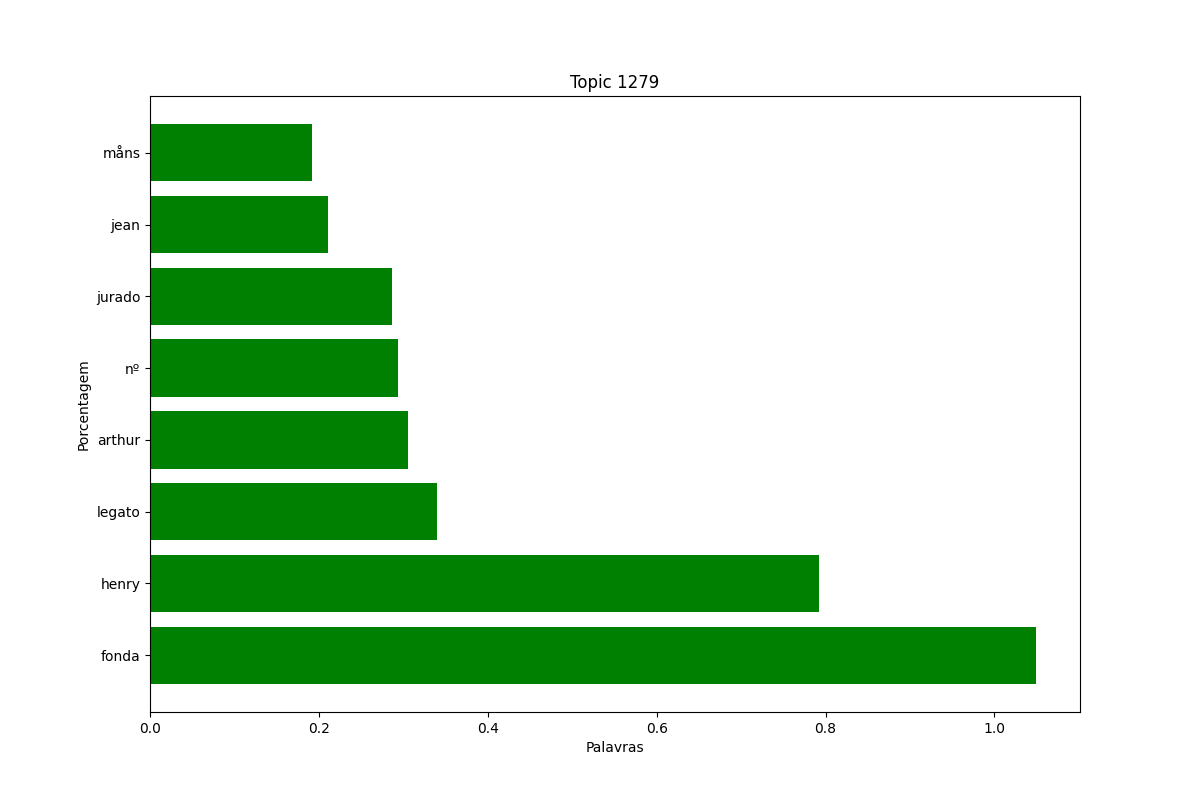 Topic 1279
måns
jean
jurado
nº
arthur
legato
henry
fonda
Porcentagem
0.0 0.2 0.4 0.6 0.8 1.0
Palavras